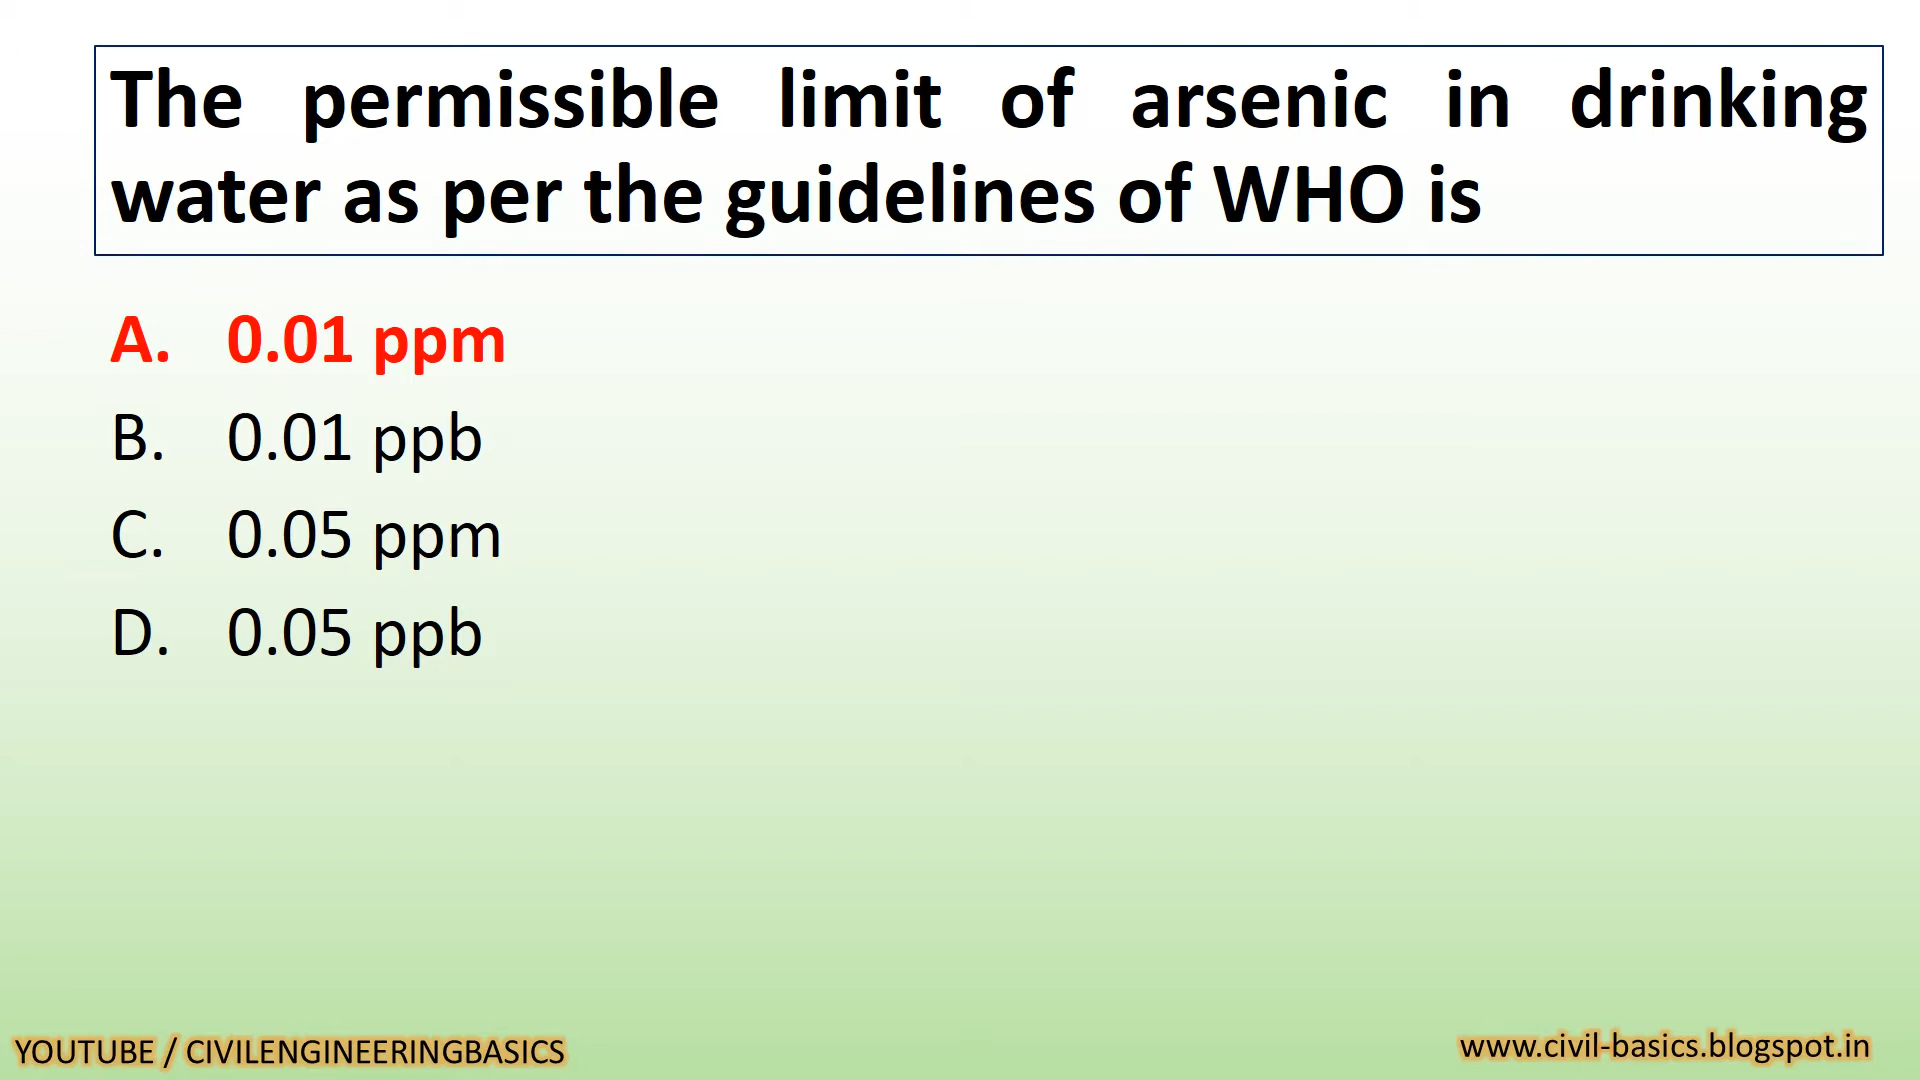 The permissible limit of arsenic in drinking
water as per the guidelines of WHO is
A. 0.01 ppm
B. 0.01 ppb
C. 0.05 ppm
D. 0.05 ppb
YOUTUBE / CIVILENGINEERINGBASICS
www.civil-basics.blogspot.in